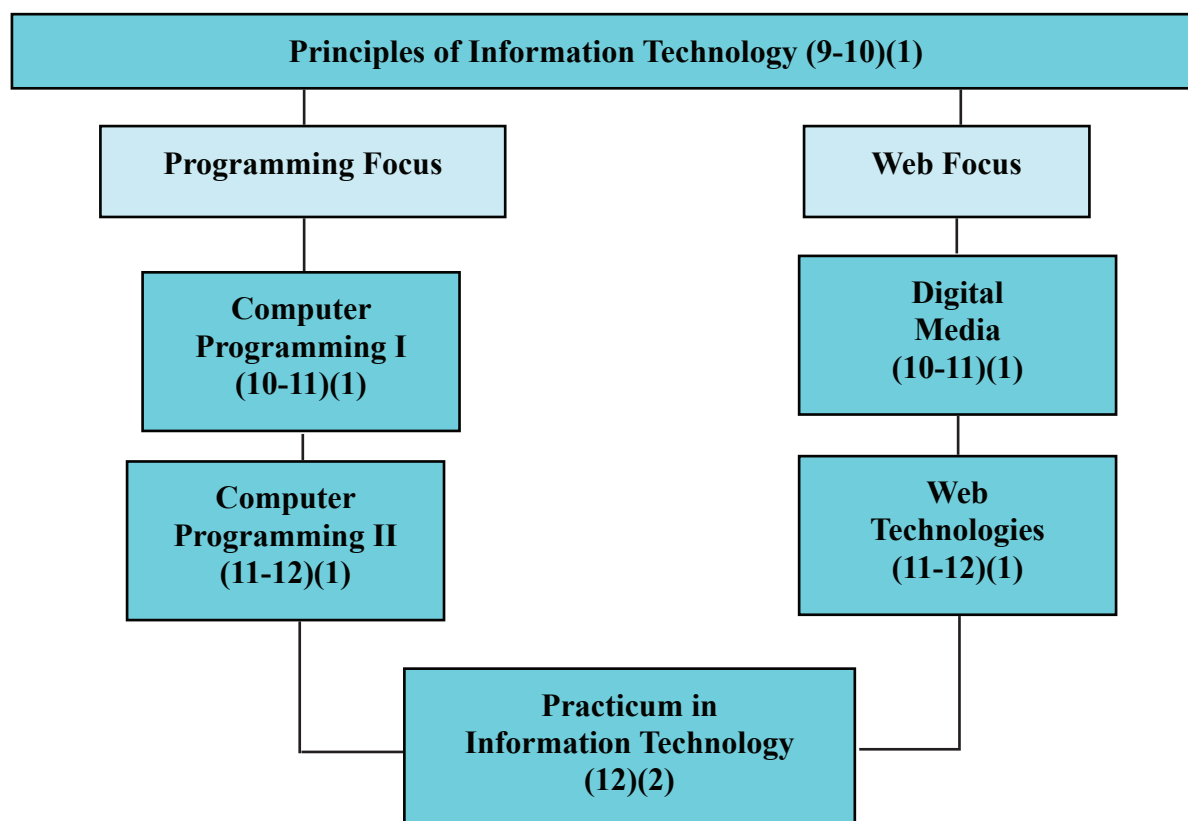 Principles of Information Technology (9-10)(1)
Programming Focus
Web Focus
Computer
Programming I
(10-11)(1)
Digital
Media
(10-11)(1)
Computer
Programming II
(11-12)(1)
Web
Technologies
(11-12)(1)
Practicum in
Information Technology
(12)(2)